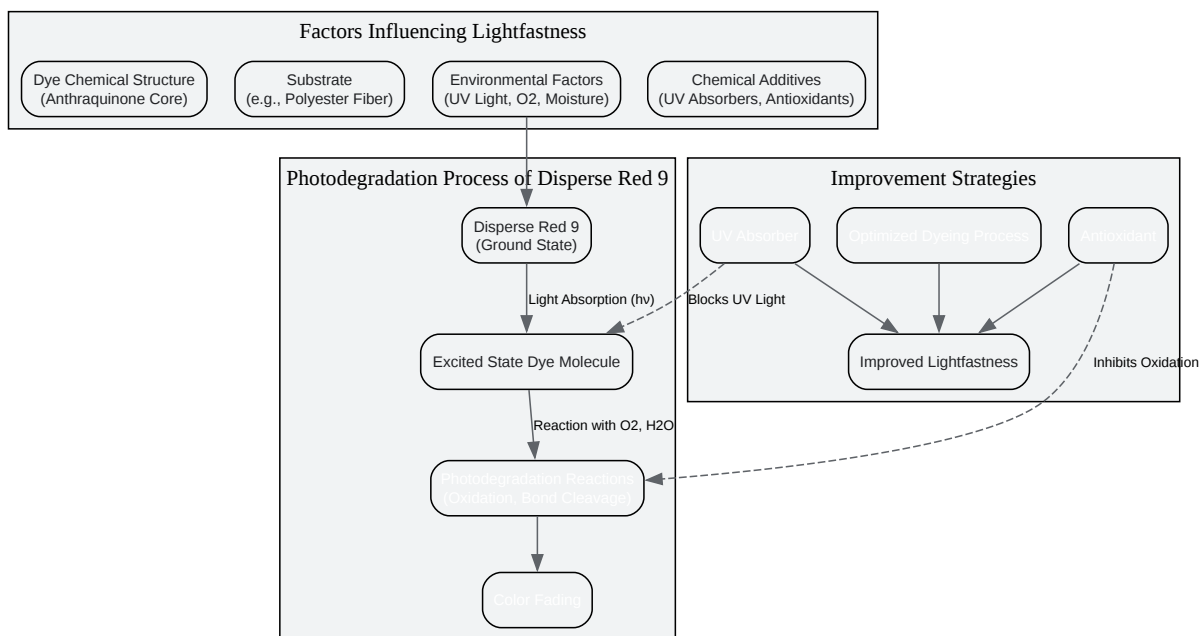 Factors Influencing Lightfastness
Dye Chemical Structure
(Anthraquinone Core)
Substrate
(e.g., Polyester Fiber)
Environmental Factors
(UV Light, O2, Moisture)
Chemical Additives
(UV Absorbers, Antioxidants)
Photodegradation Process of Disperse Red 9
Disperse Red 9
(Ground State)
Light Absorption (hν)
Excited State Dye Molecule
Reaction with O2, H2O
Photodegradation Reactions
(Oxidation, Bond Cleavage)
Color Fading
Improvement Strategies
UV Absorber
Optimized Dyeing Process
Antioxidant
Blocks UV Light
Improved Lightfastness
Inhibits Oxidation